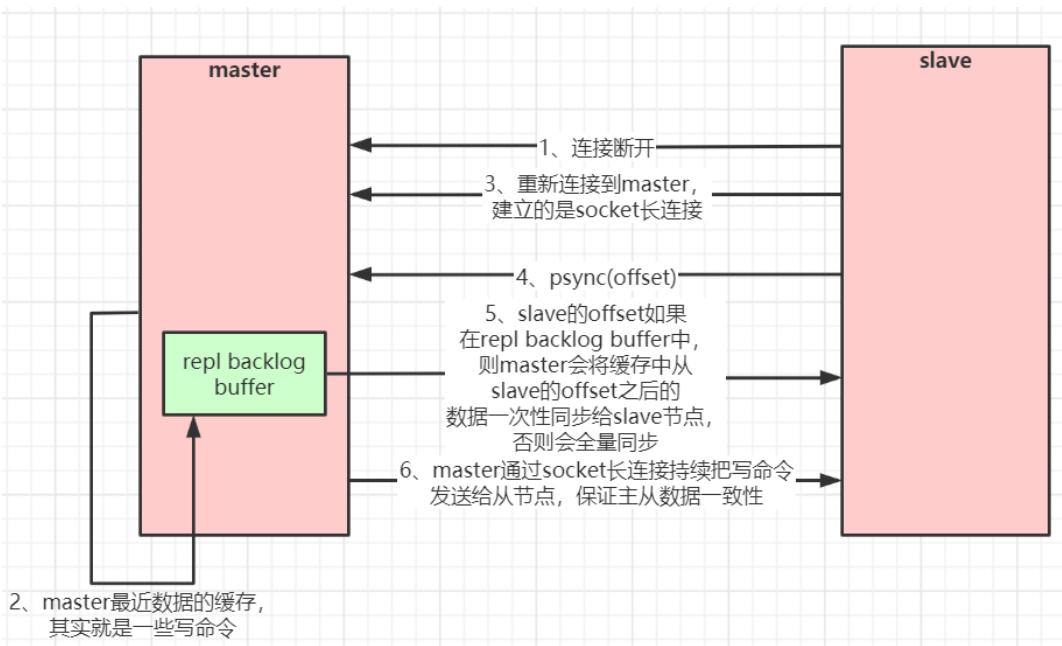 master
slave
1、连接断开
3、重新连接到master，
建立的是socket长连接
4、psync(offset)
5、slave的offset如果
在repl backlog buffer中，
则master会将缓存中从
slave的offset之后的
数据一次性同步给slave节点，
否则会全量同步
repl backlog
buffer
6、master通过socket长连接持续把写命令
发送给从节点，保证主从数据一致性
2、master最近数据的缓存，
其实就是一些写命令